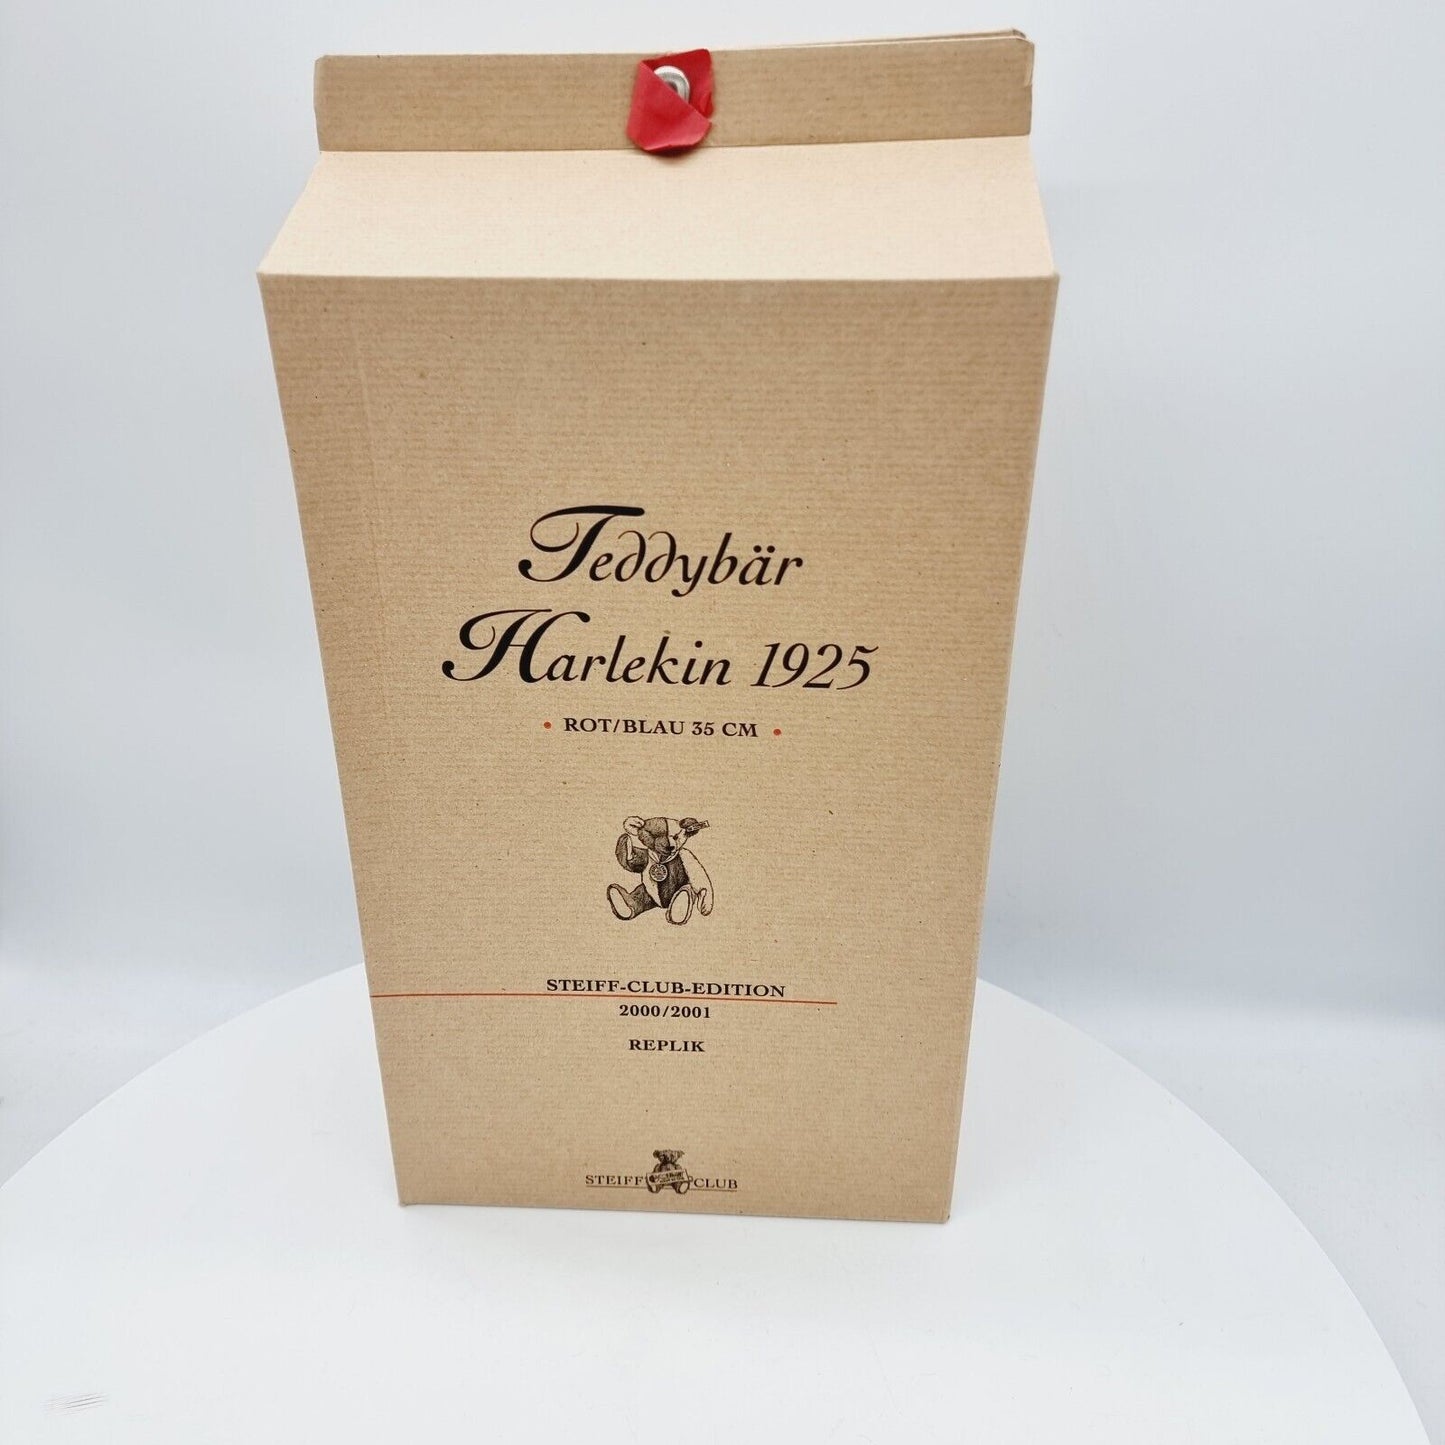 Teddybär
Harlekin 1925
• ROT/BLAU 35 CM •
STEIFF-CLUB-EDITION
2000/2001
REPLIK
STEIFF CLUB